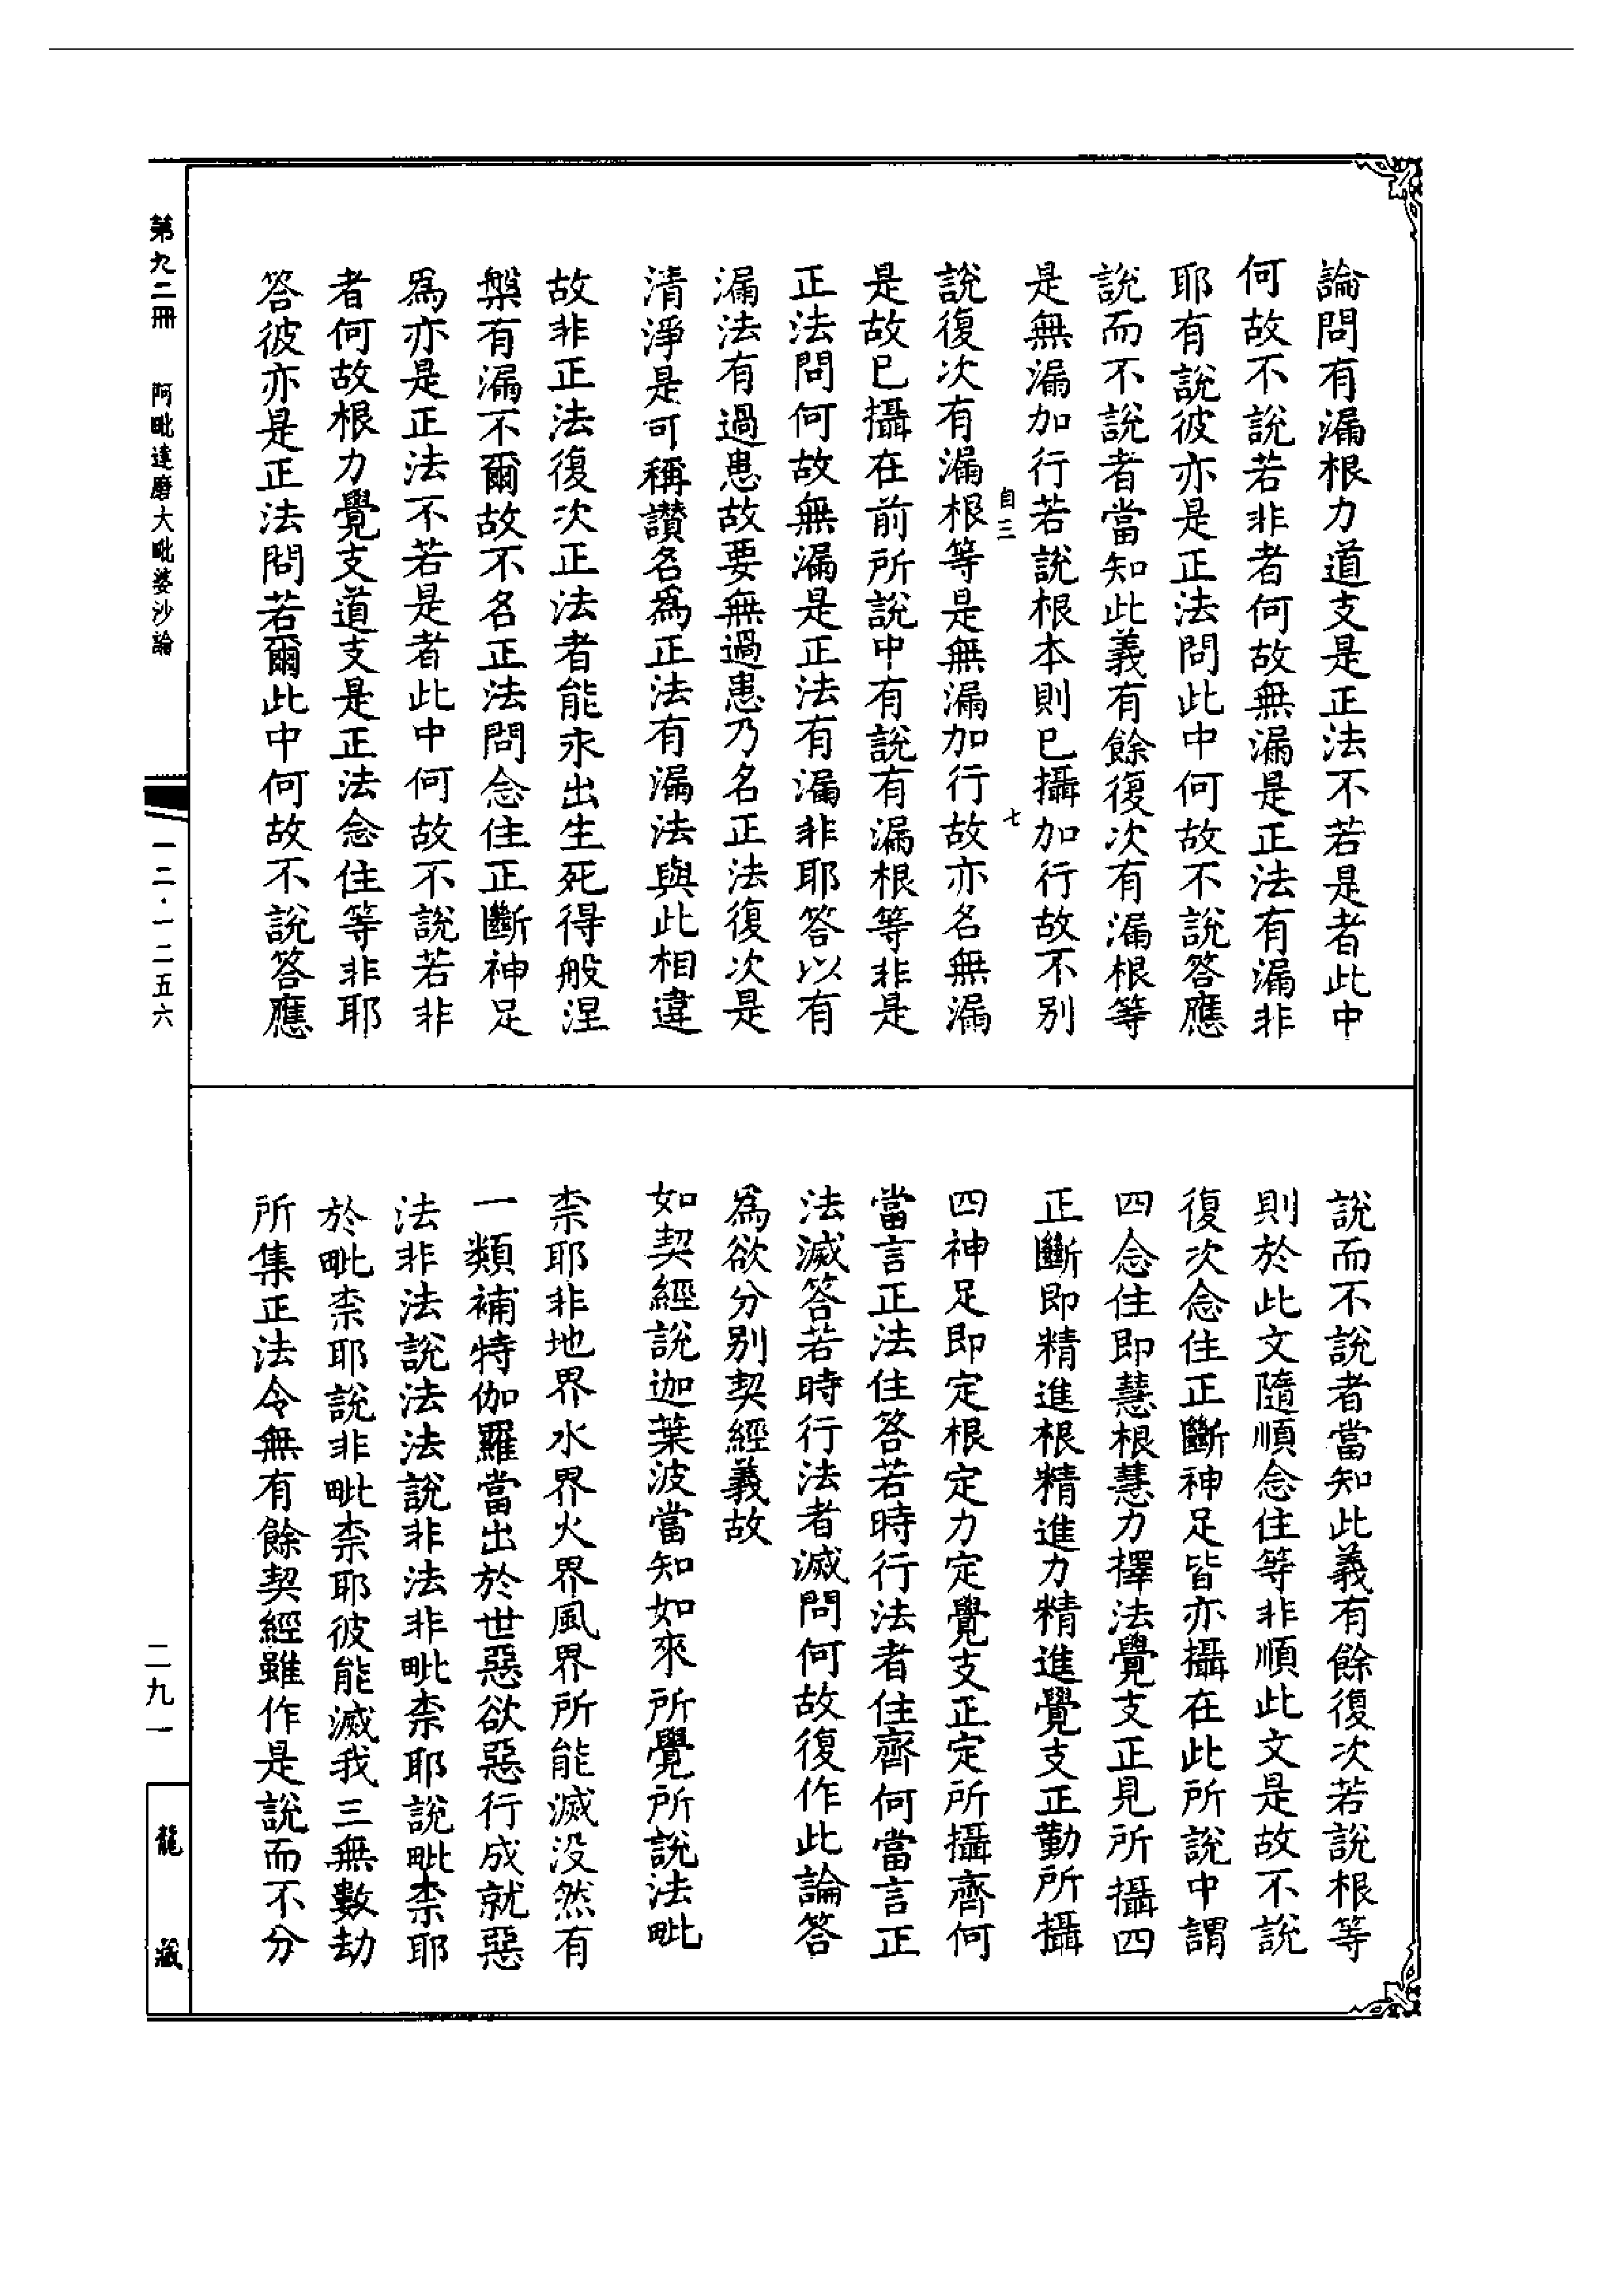 論問有漏根力道支是正法不若是者此中
何故不說若非者何故無漏是正法有漏非
耶有說彼亦是正法問此中何故不說答應
說而不說者當知此義有餘復次有漏根等
是無漏加行若說根本則已攝加行故不別
自三
七
說復次有漏根等是無漏加行故亦名無漏
是故已攝在前所說中有說有漏根等非是
正法問何故無漏是正法有漏非耶答以有
漏法有過患故要無過患乃名正法復次是
清淨是可稱讚名爲正法有漏法與此相違
故非正法復次正法者能永出生死得般涅
槃有漏不爾故不名正法問念住正斷神足
爲亦是正法不若是者此中何故不說若非
者何故根力覺支道支是正法念住等非耶
答彼亦是正法問若爾此中何故不說答應
說而不說者當知此義有餘復次若說根等
則於此文隨順念住等非順此文是故不說
復次念住正斷神足皆亦攝在此所說中謂
四念住即慧根慧力擇法覺支正見所攝四
正斷即精進根精進力精進覺支正勤所攝
四神足即定根定力定覺支正定所攝齊何
當言正法住答若時行法者住齊何當言正
法滅答若時行法者滅問何故復作此論答
爲欲分別契經義故
如契經說迦葉波當知如來所覺所說法毗
柰耶非地界水界火界風界所能滅没然有
一類補特伽羅當出於世惡欲惡行成就惡
法非法說法法說非法非毗柰耶說毗柰耶
於毗柰耶說非毗柰耶彼能滅我三無數劫
所集正法令無有餘契經雖作是說而不分
第九二冊　阿毗達磨大毗婆沙論
一二·一二五六
二九一
龍藏